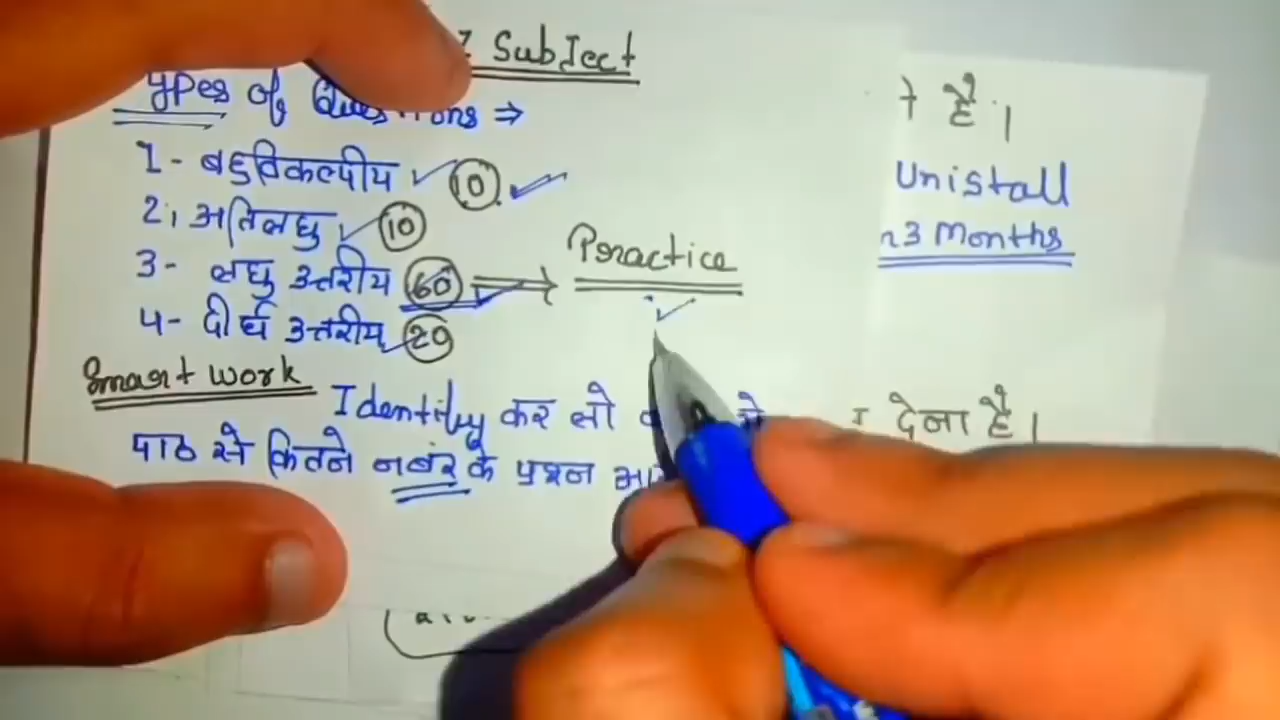 SubJect
Types of Questions ⇒
1- बहुविकल्पीय ✓ 10 ✓
2, अतिलघु ✓ 10
3- लघु उत्तरीय 60 ⇒ Practice ✓
4- दीर्घ उत्तरीय 20
Smart work Identify कर लो
पाठ से कितने नबंर के प्रश्न
है।
Unistall
3 Months
देना है।